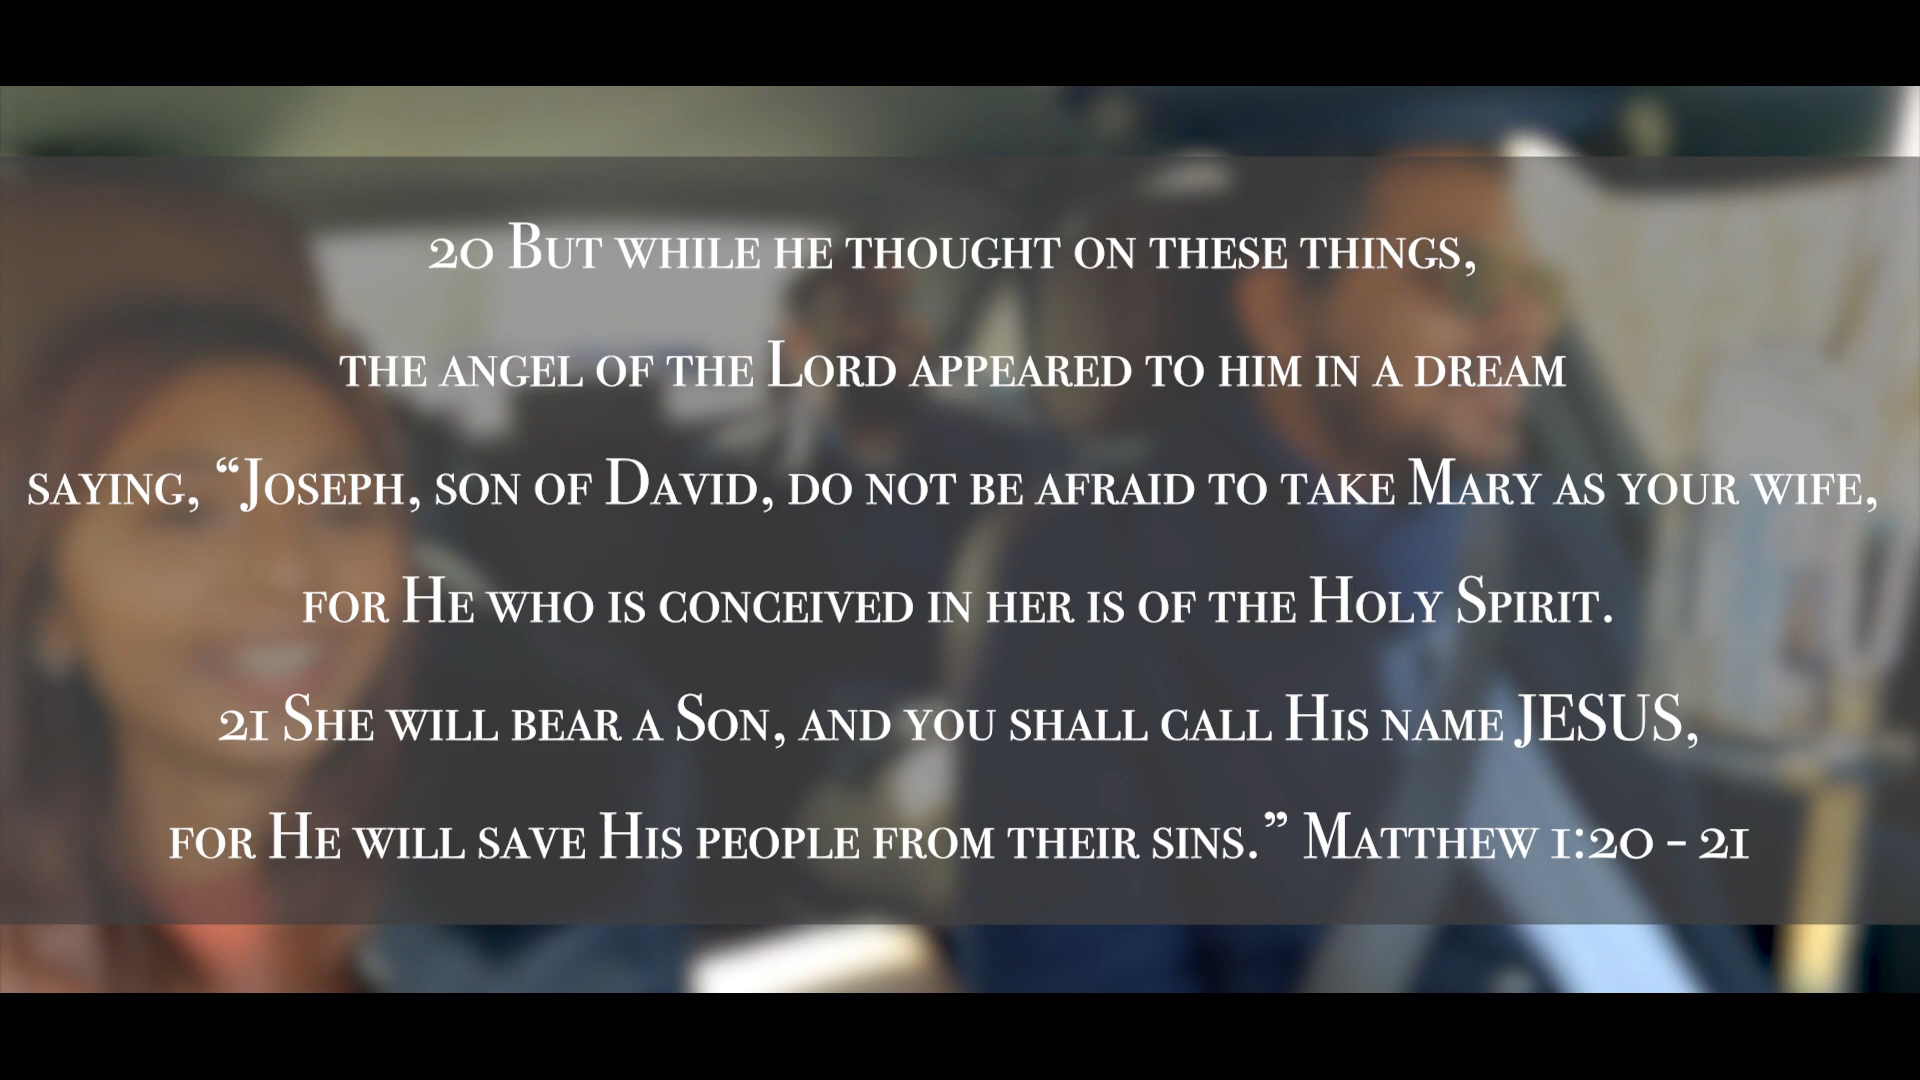 20 But while he thought on these things,
the angel of the Lord appeared to him in a dream
saying, “Joseph, son of David, do not be afraid to take Mary as your wife,
for He who is conceived in her is of the Holy Spirit.
21 She will bear a Son, and you shall call His name JESUS,
for He will save His people from their sins.” Matthew 1:20 - 21